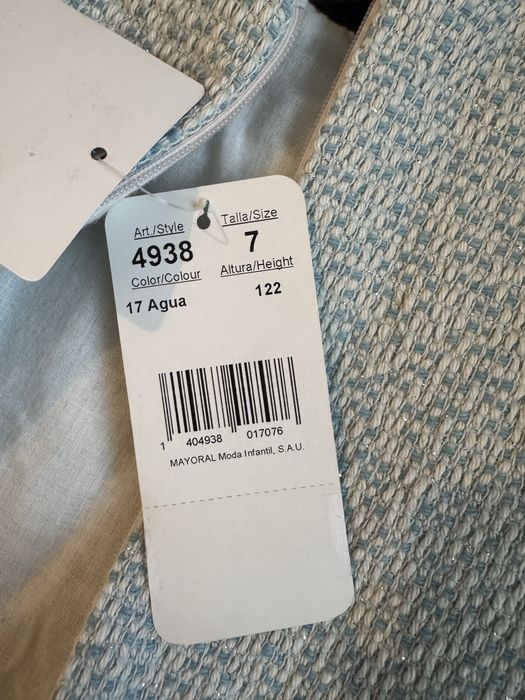 Art./Style Talla/Size
4938 7
Color/Colour Altura/Height
17 Agua 122
1 404938 017076
MAYORAL Moda Infantil, S.A.U.